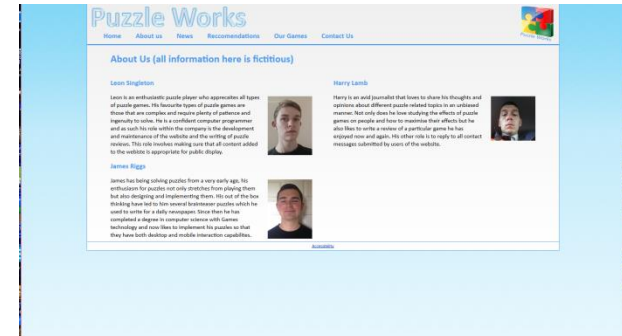 Puzzle Works
Home About us News Reccomendations Our Games Contact Us
Puzzle Works
About Us (all information here is fictitious)
Leon Singleton
Leon is an enthusiastic puzzle player who appreciates all types
of puzzle games. His favourite types of puzzle games are
those that are complex and require plenty of patience and
ingenuity to solve. He is a confident computer programmer
and as such his role within the company is the development
and maintenance of the website and the writing of puzzle
reviews. This role involves making sure that all content added
to the website is appropriate for public display.
James Riggs
James has being solving puzzles from a very early age, his
enthusiasm for puzzles not only stretches from playing them
but also designing and implementing them. His out of the box
thinking have led to him several brainteaser puzzles which he
used to write for a daily newspaper. Since then he has
completed a degree in computer science with Games
technology and now likes to implement his puzzles so that
they have both desktop and mobile interaction capabilites.
Harry Lamb
Harry is an avid journalist that loves to share his thoughts and
opinions about different puzzle related topics in an unbiased
manner. Not only does he love studying the effects of puzzle
games on people and how to maximise their effects but he
also likes to write a review of a particular game he has
enjoyed now and again. His other role is to reply to all contact
messages submitted by users of the website.
Accessibility